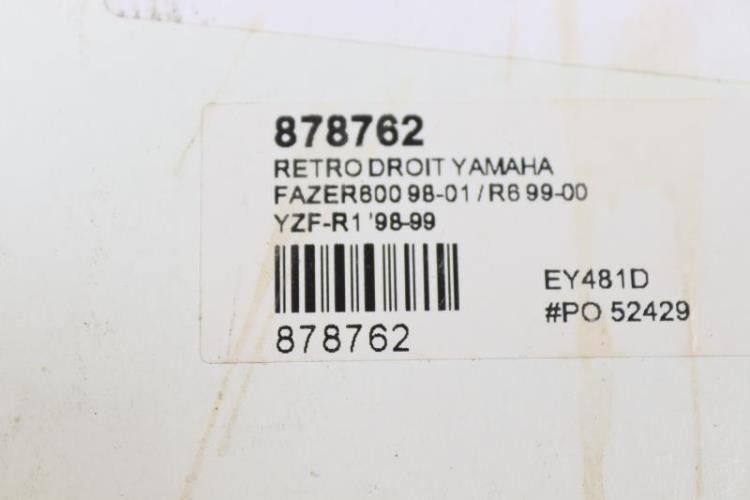 878762
RETRO DROIT YAMAHA
FAZER600 98-01 / R6 99-00
YZF-R1 '98-99
878762
EY481D
#PO 52429